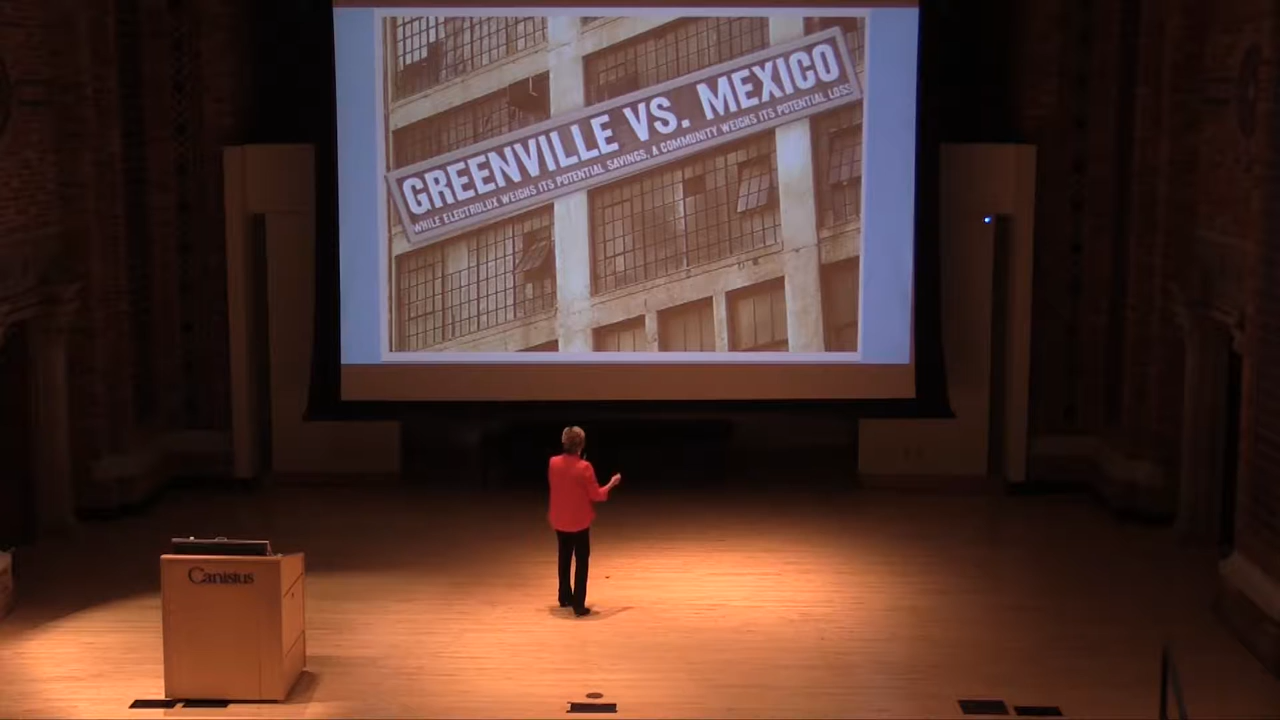 GREENVILLE VS. MEXICO
WHILE ELECTROLUX WEIGHS ITS POTENTIAL SAVINGS, A COMMUNITY WEIGHS ITS POTENTIAL LOSS
Canisius